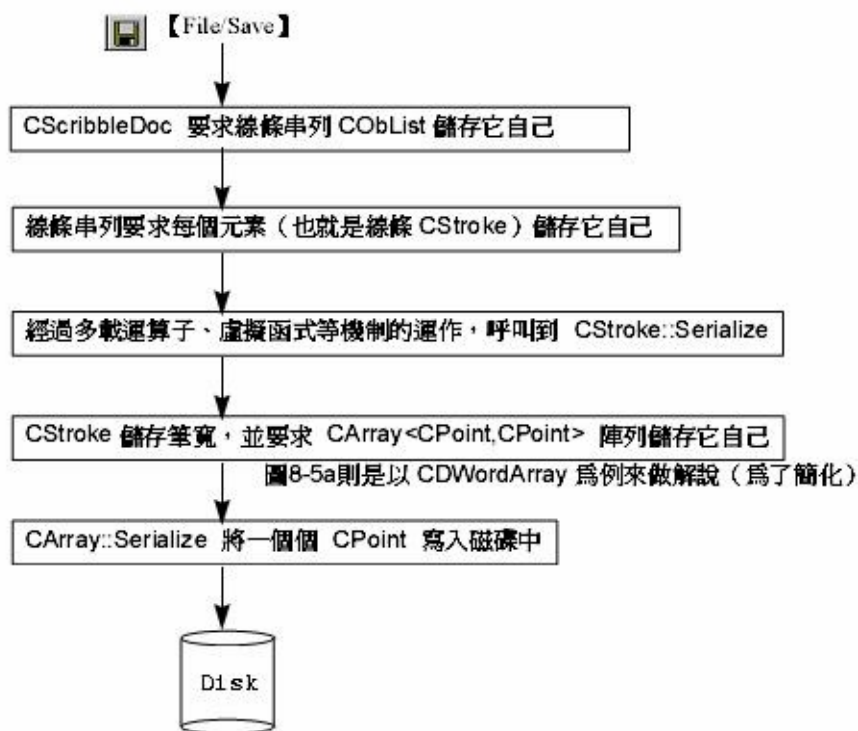 【File/Save】
CScribbleDoc 要求線條串列 CObList 儲存它自己
線條串列要求每個元素（也就是線條 CStroke）儲存它自己
經過多載運算子、虛擬函式等機制的運作，呼叫到 CStroke::Serialize
CStroke 儲存筆寬，並要求 CArray<CPoint,CPoint> 陣列儲存它自己
圖8-5a則是以 CDWordArray 為例來做解說（為了簡化）
CArray::Serialize 將一個個 CPoint 寫入磁碟中
Disk